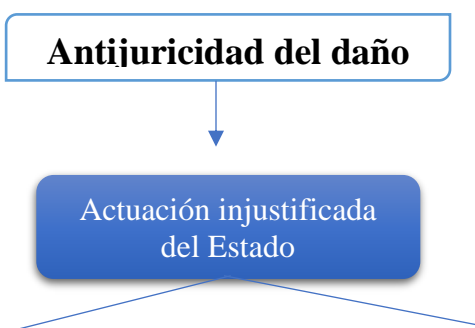 Antijuricidad del daño
Actuación injustificada
del Estado